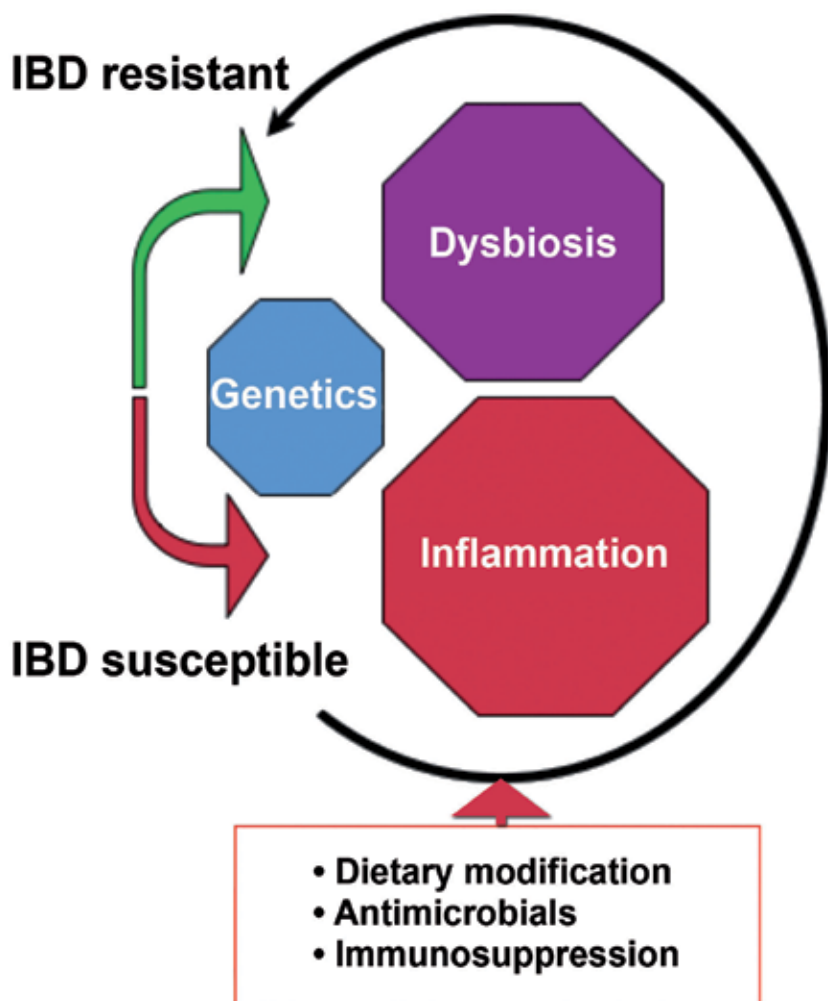 IBD resistant
Dysbiosis
Genetics
Inflammation
IBD susceptible
• Dietary modification
• Antimicrobials
• Immunosuppression